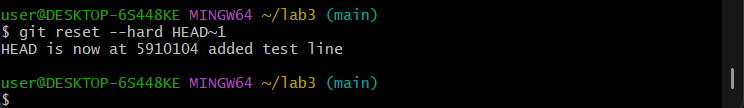 user@DESKTOP-6S448KE MINGW64 ~/lab3 (main)
$ git reset --hard HEAD~1
HEAD is now at 5910104 added test line
user@DESKTOP-6S448KE MINGW64 ~/lab3 (main)
$